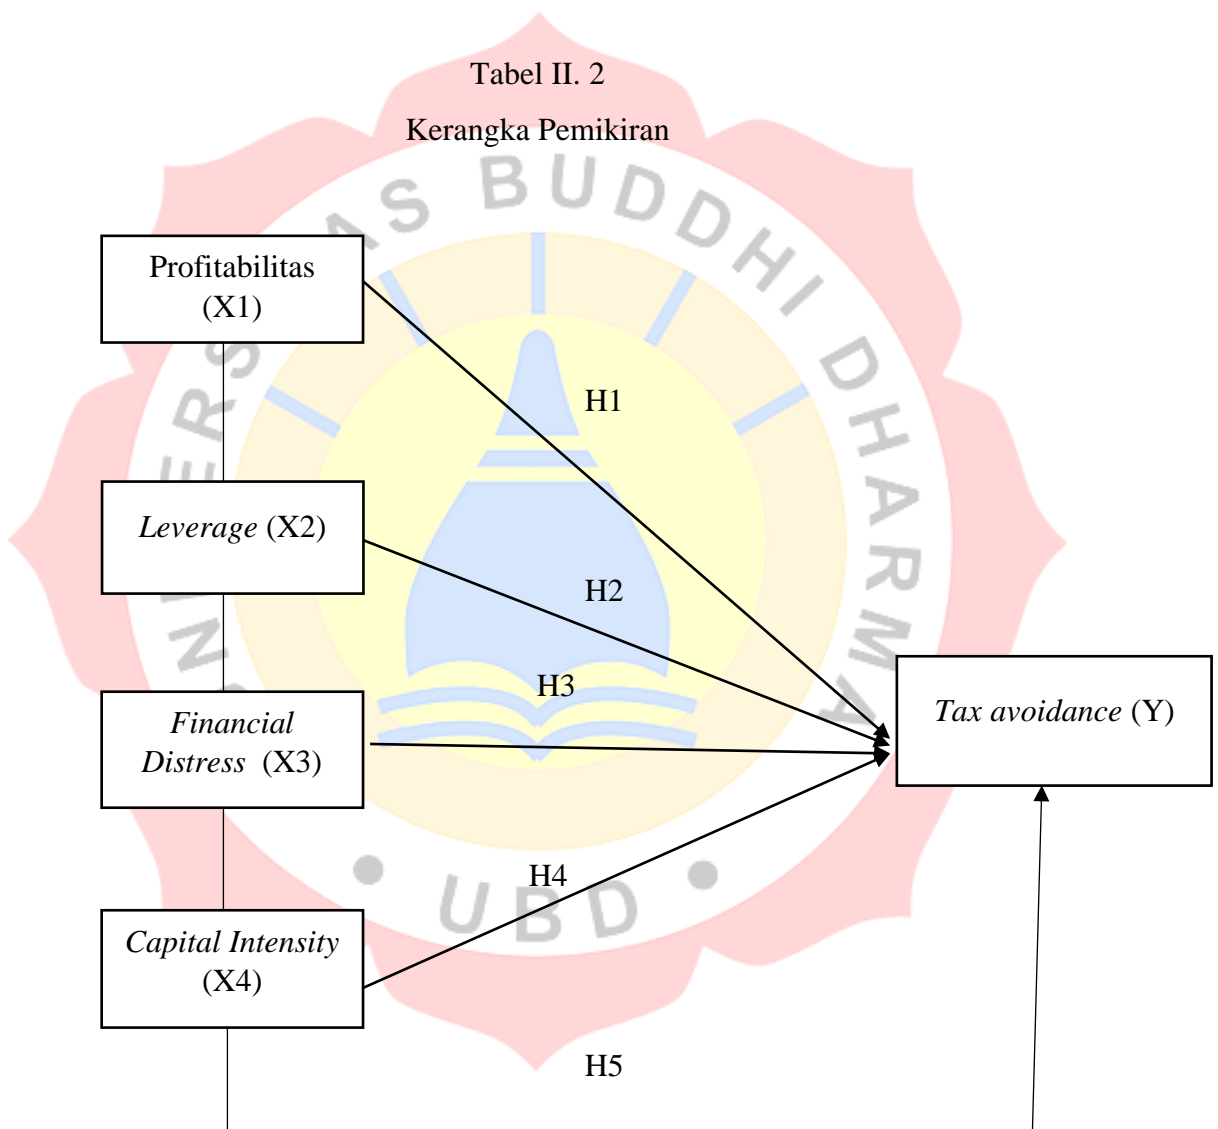 Tabel II. 2
Kerangka Pemikiran
UNIVERSITAS BUDDHI DHARMA
Profitabilitas
(X1)
H1
Leverage (X2)
H2
H3
Financial
Distress (X3)
Tax avoidance (Y)
H4
• UBD •
Capital Intensity
(X4)
H5